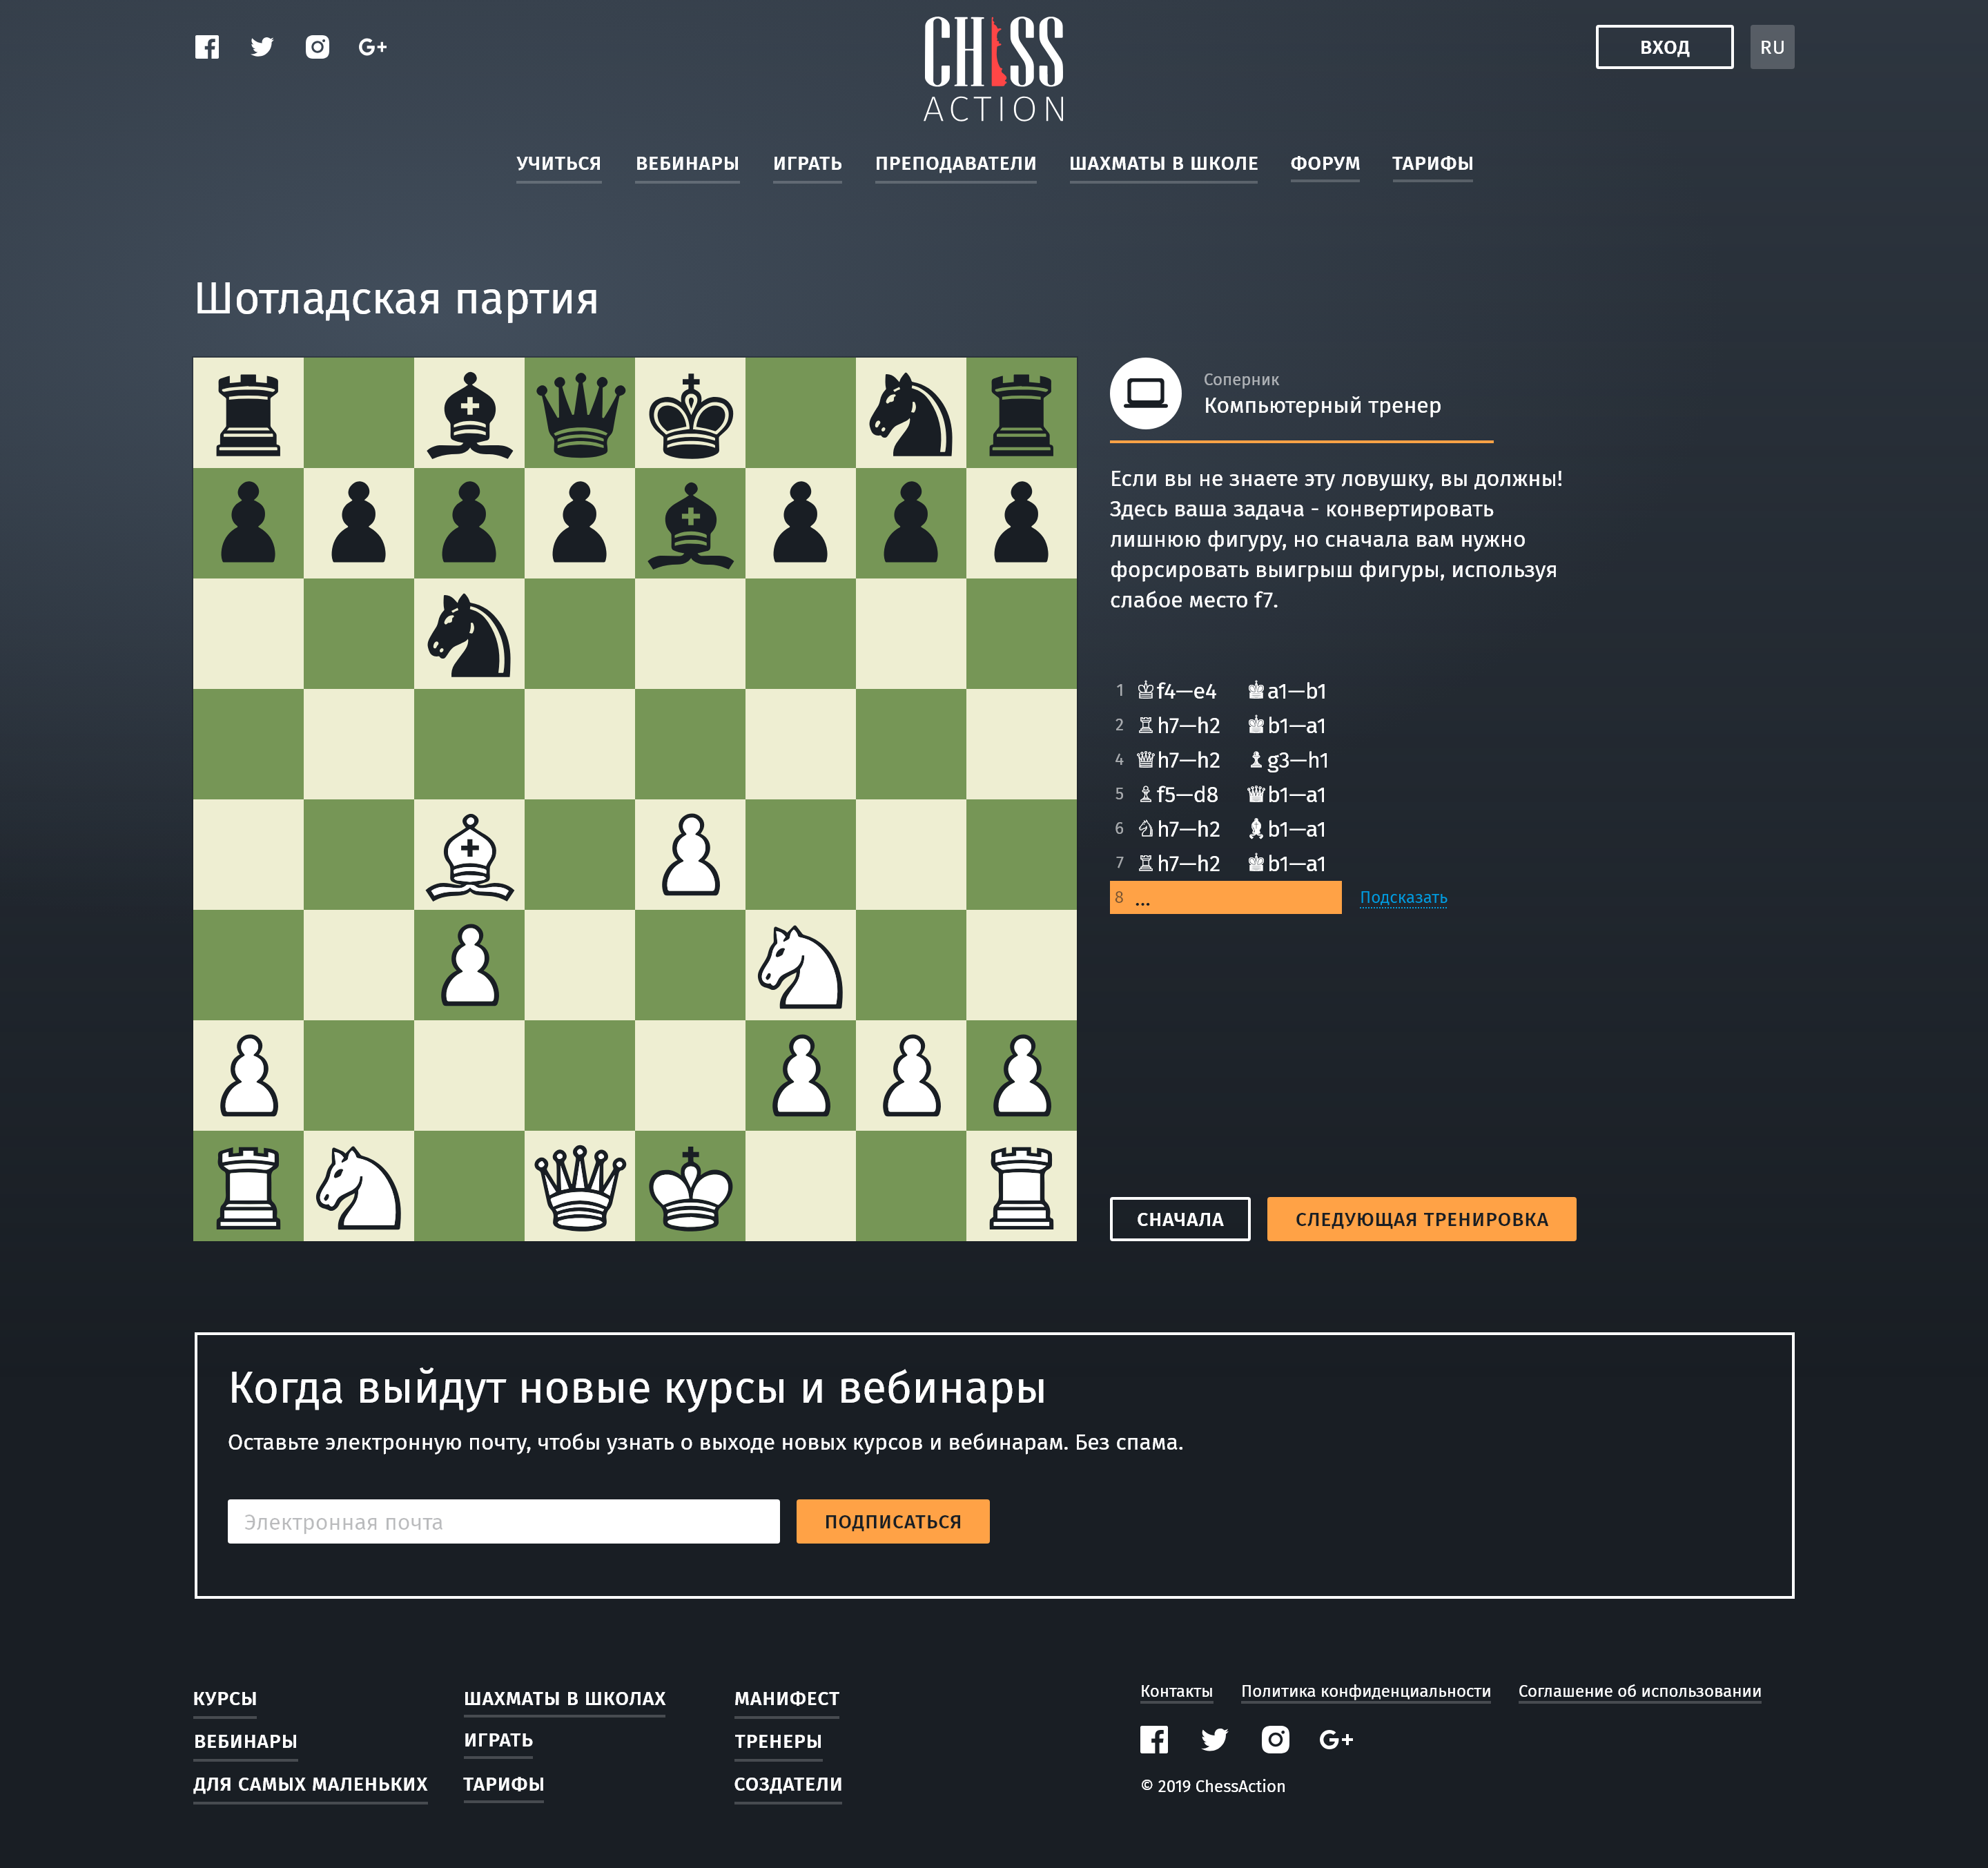 CHESS
ACTION
ВХОД
RU
УЧИТЬСЯ ВЕБИНАРЫ ИГРАТЬ ПРЕПОДАВАТЕЛИ ШАХМАТЫ В ШКОЛЕ ФОРУМ ТАРИФЫ
Шотладская партия
Соперник
Компьютерный тренер
Если вы не знаете эту ловушку, вы должны!
Здесь ваша задача - конвертировать
лишнюю фигуру, но сначала вам нужно
форсировать выигрыш фигуры, используя
слабое место f7.
1 ♔f4—e4 ♚a1—b1
2 ♖h7—h2 ♚b1—a1
4 ♕h7—h2 ♝g3—h1
5 ♗f5—d8 ♛b1—a1
6 ♘h7—h2 ♝b1—a1
7 ♖h7—h2 ♚b1—a1
8 ... Подсказать
СНАЧАЛА СЛЕДУЮЩАЯ ТРЕНИРОВКА
Когда выйдут новые курсы и вебинары
Оставьте электронную почту, чтобы узнать о выходе новых курсов и вебинарам. Без спама.
Электронная почта ПОДПИСАТЬСЯ
КУРСЫ
ВЕБИНАРЫ
ДЛЯ САМЫХ МАЛЕНЬКИХ
ШАХМАТЫ В ШКОЛАХ
ИГРАТЬ
ТАРИФЫ
МАНИФЕСТ
ТРЕНЕРЫ
СОЗДАТЕЛИ
Контакты Политика конфиденциальности Соглашение об использовании
G+
© 2019 ChessAction